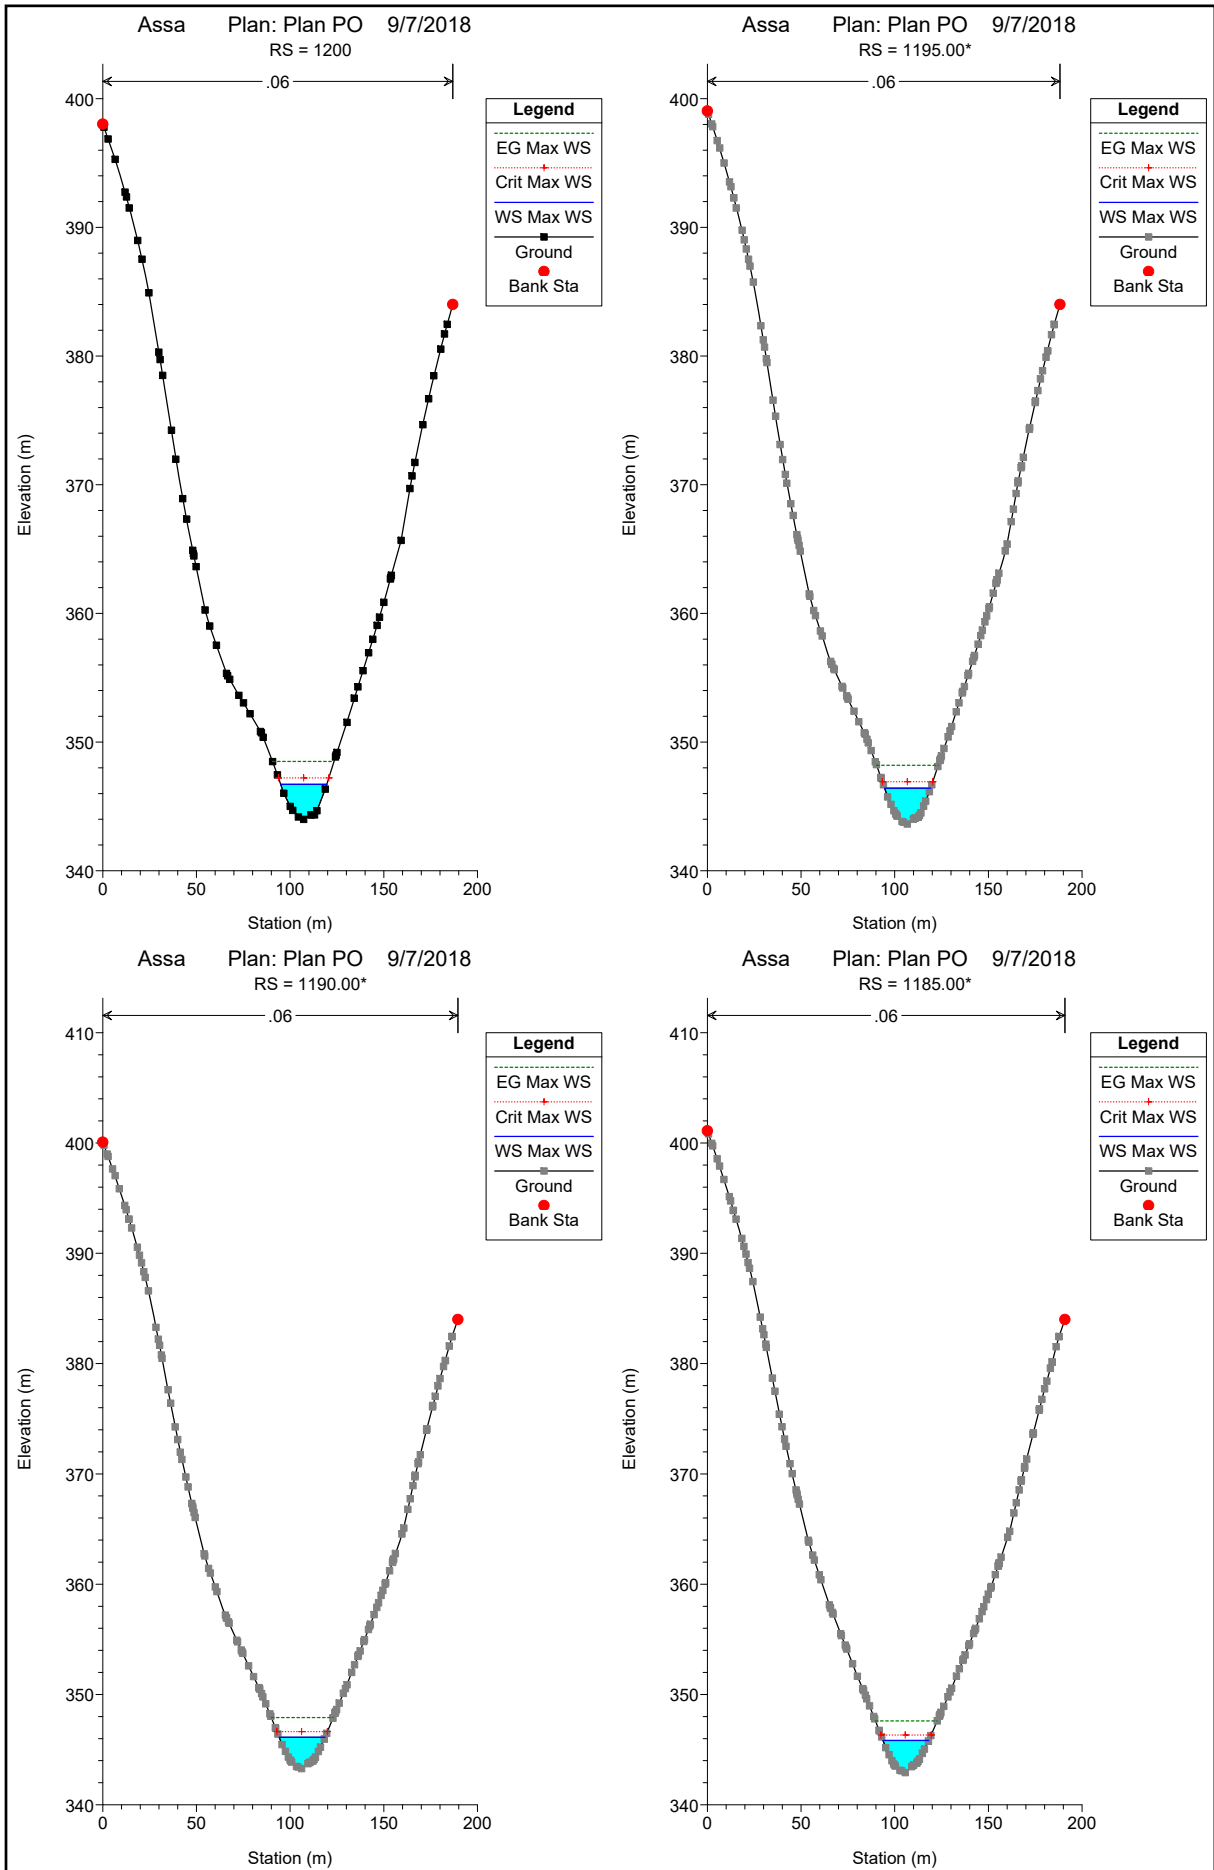 Assa Plan: Plan PO 9/7/2018
RS = 1200
.06
Legend
EG Max WS
Crit Max WS
WS Max WS
Ground
Bank Sta
400
390
380
370
360
350
340
Elevation (m)
0 50 100 150 200
Station (m)
Assa Plan: Plan PO 9/7/2018
RS = 1195.00*
.06
Legend
EG Max WS
Crit Max WS
WS Max WS
Ground
Bank Sta
400
390
380
370
360
350
340
Elevation (m)
0 50 100 150 200
Station (m)
Assa Plan: Plan PO 9/7/2018
RS = 1190.00*
.06
Legend
EG Max WS
Crit Max WS
WS Max WS
Ground
Bank Sta
410
400
390
380
370
360
350
340
Elevation (m)
0 50 100 150 200
Station (m)
Assa Plan: Plan PO 9/7/2018
RS = 1185.00*
.06
Legend
EG Max WS
Crit Max WS
WS Max WS
Ground
Bank Sta
410
400
390
380
370
360
350
340
Elevation (m)
0 50 100 150 200
Station (m)